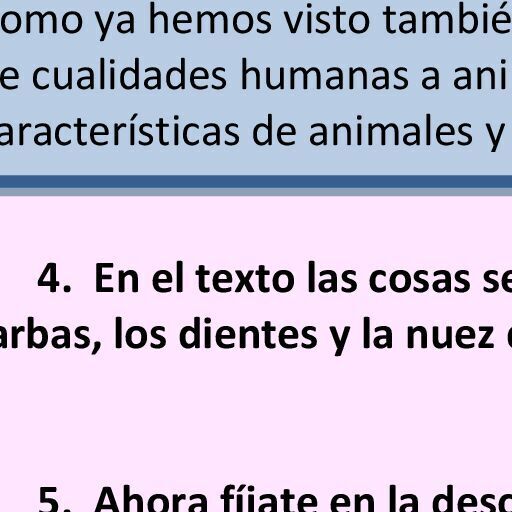 omo ya hemos visto tambié
e cualidades humanas a ani
aracterísticas de animales y
4. En el texto las cosas se
arbas, los dientes y la nuez
5. Ahora fíjate en la desc